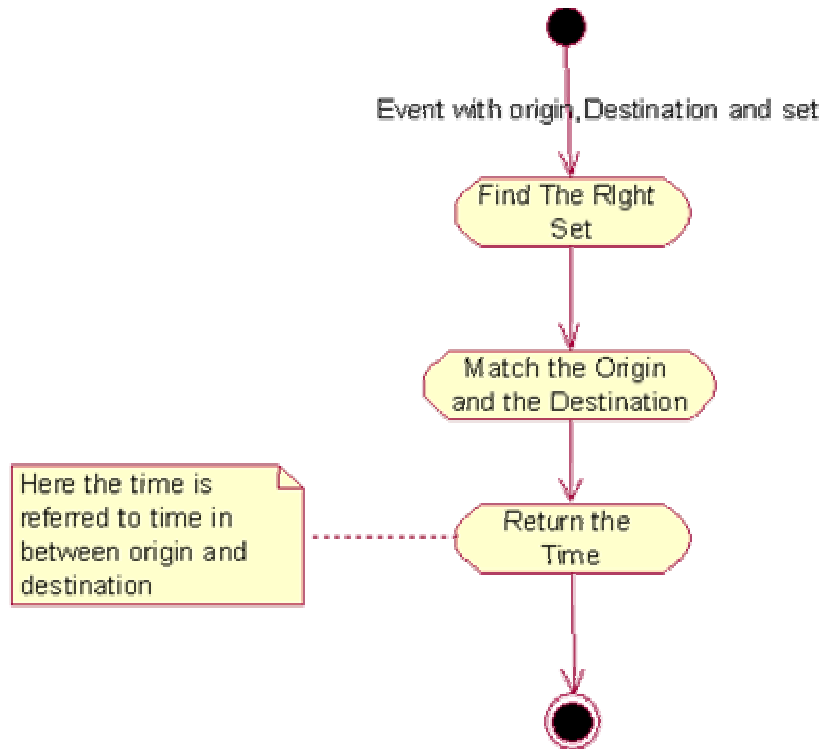 Event with origin,Destination and set
Find The RIght
Set
Match the Origin
and the Destination
Here the time is
referred to time in
between origin and
destination
Return the
Time